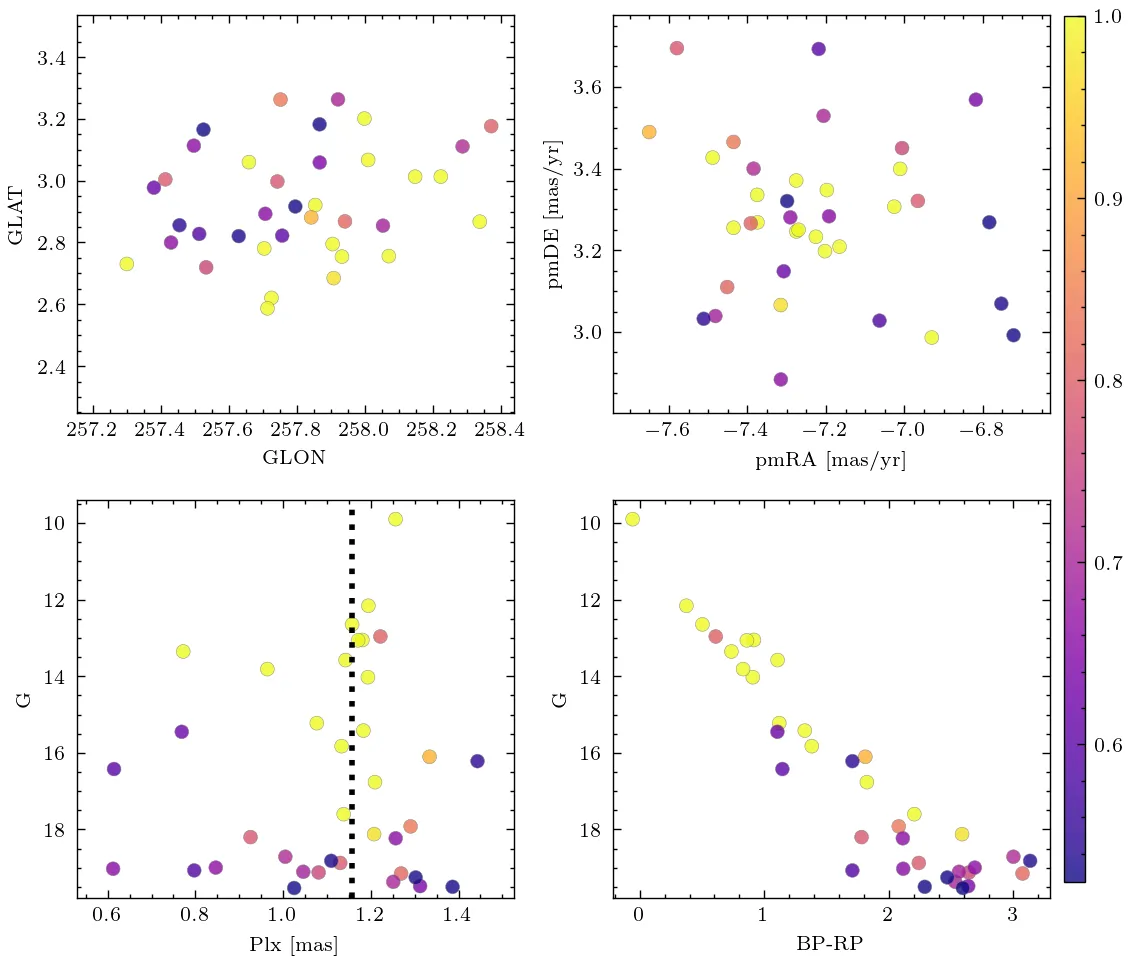 3.4
3.2
3.0
2.8
2.6
2.4
GLAT
257.2 257.4 257.6 257.8 258.0 258.2 258.4
GLON
3.6
3.4
3.2
3.0
pmDE [mas/yr]
−7.6 −7.4 −7.2 −7.0 −6.8
pmRA [mas/yr]
1.0
0.9
0.8
0.7
0.6
10
12
14
16
18
G
0.6 0.8 1.0 1.2 1.4
Plx [mas]
10
12
14
16
18
G
0 1 2 3
BP-RP